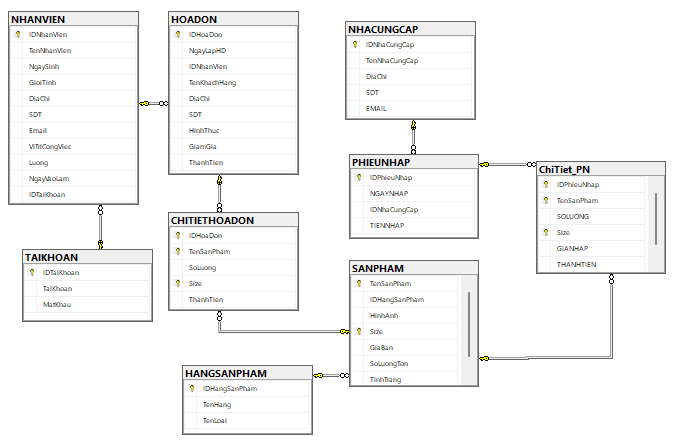 NHANVIEN
IDNhanVien
TenNhanVien
NgaySinh
GioiTinh
DiaChi
SDT
Email
ViTriCongViec
Luong
NgayVaoLam
IDTaiKhoan
HOADON
IDHoaDon
NgayLapHD
IDNhanVien
TenKhachHang
DiaChi
SDT
HinhThuc
GiamGia
ThanhTien
NHACUNGCAP
IDNhaCungCap
TenNhaCungCap
DiaChi
SDT
EMAIL
PHIEUNHAP
IDPhieuNhap
NGAYNHAP
IDNhaCungCap
TIENNHAP
ChiTiet_PN
IDPhieuNhap
TenSanPham
SOLUONG
Size
GIANHAP
THANHTIEN
CHITIETHOADON
IDHoaDon
TenSanPham
SoLuong
Size
ThanhTien
TAIKHOAN
IDTaiKhoan
TaiKhoan
MatKhau
SANPHAM
TenSanPham
IDHangSanPham
HinhAnh
Size
GiaBan
SoLuongTon
TinhTrang
HANGSANPHAM
IDHangSanPham
TenHang
TenLoai